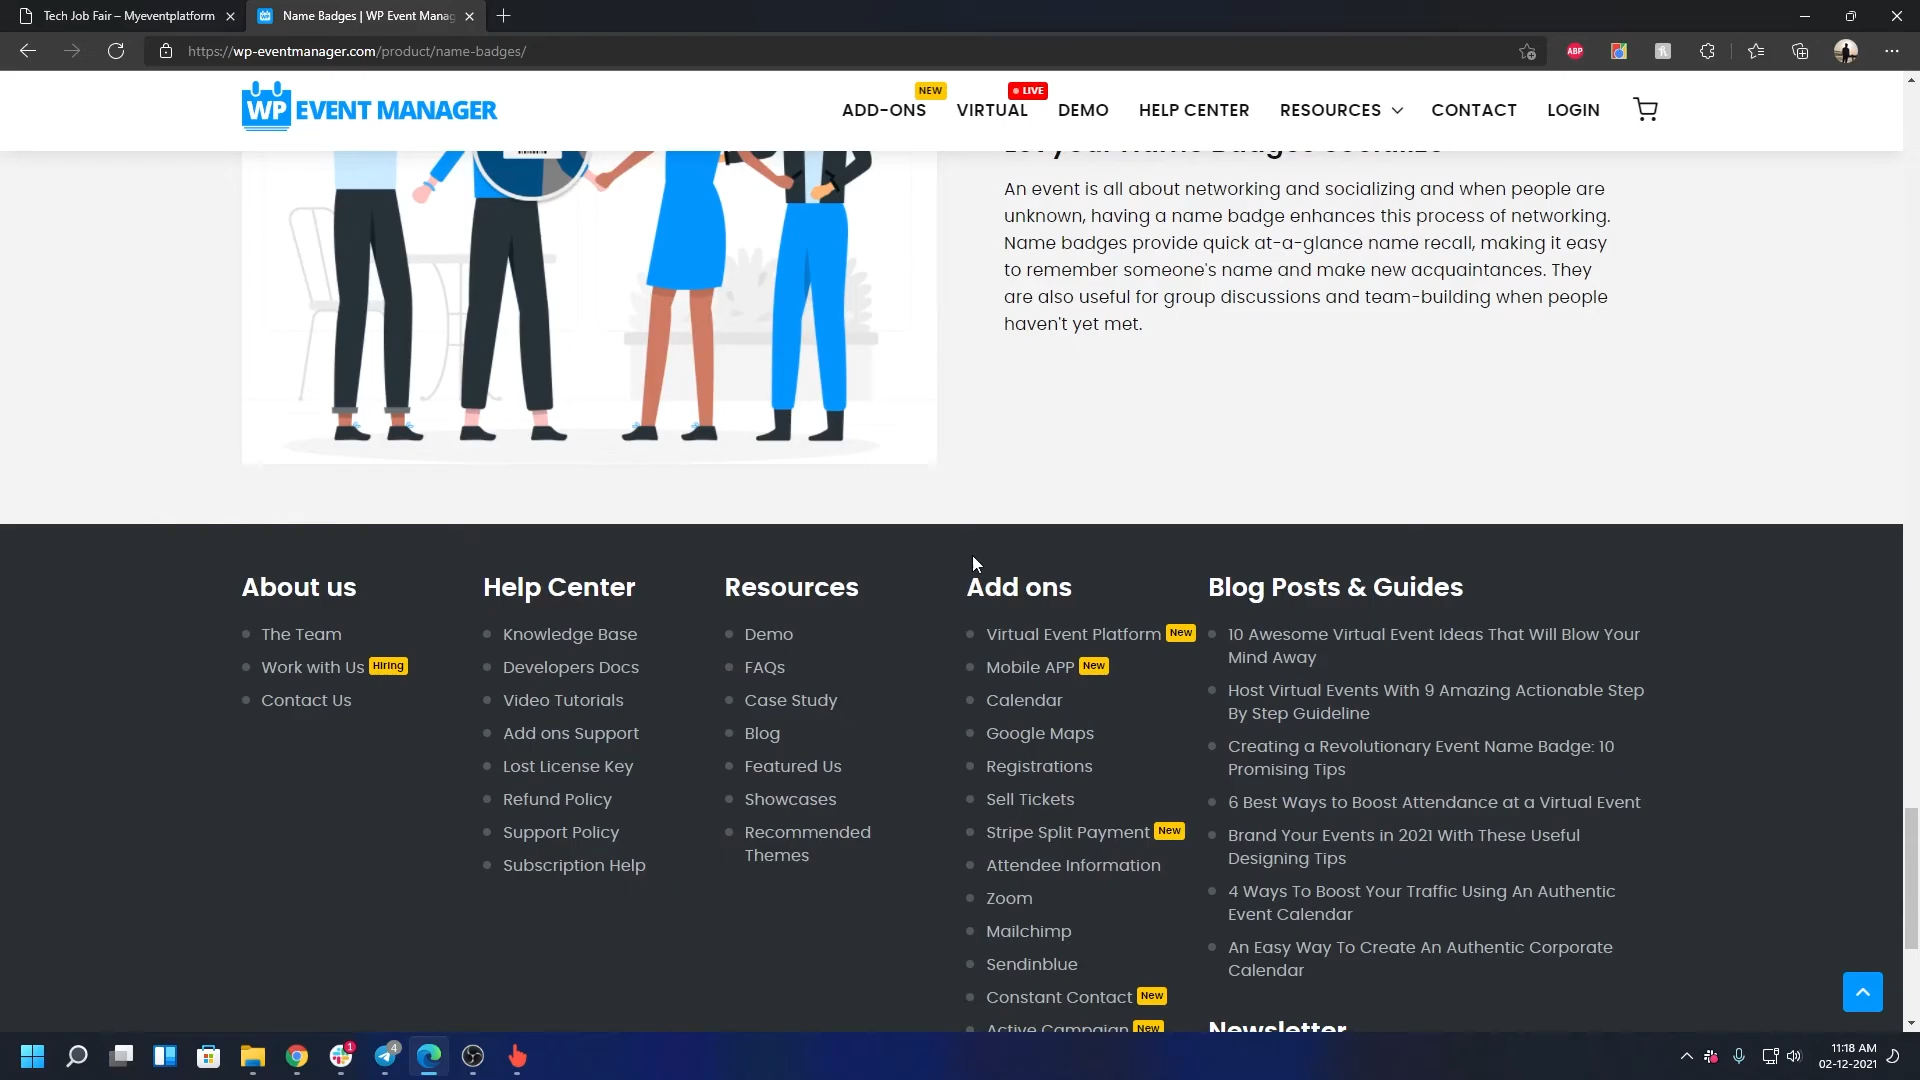 Tech Job Fair – Myeventplatform
Name Badges | WP Event Manag
https://wp-eventmanager.com/product/name-badges/
ABP
WP EVENT MANAGER
ADD-ONS
NEW
VIRTUAL
LIVE
DEMO
HELP CENTER
RESOURCES
CONTACT
LOGIN
An event is all about networking and socializing and when people are
unknown, having a name badge enhances this process of networking.
Name badges provide quick at-a-glance name recall, making it easy
to remember someone's name and make new acquaintances. They
are also useful for group discussions and team-building when people
haven't yet met.
About us
The Team
Work with Us Hiring
Contact Us
Help Center
Knowledge Base
Developers Docs
Video Tutorials
Add ons Support
Lost License Key
Refund Policy
Support Policy
Subscription Help
Resources
Demo
FAQs
Case Study
Blog
Featured Us
Showcases
Recommended
Themes
Add ons
Virtual Event Platform New
Mobile APP New
Calendar
Google Maps
Registrations
Sell Tickets
Stripe Split Payment New
Attendee Information
Zoom
Mailchimp
Sendinblue
Constant Contact New
Active Campaign New
Blog Posts & Guides
10 Awesome Virtual Event Ideas That Will Blow Your
Mind Away
Host Virtual Events With 9 Amazing Actionable Step
By Step Guideline
Creating a Revolutionary Event Name Badge: 10
Promising Tips
6 Best Ways to Boost Attendance at a Virtual Event
Brand Your Events in 2021 With These Useful
Designing Tips
4 Ways To Boost Your Traffic Using An Authentic
Event Calendar
An Easy Way To Create An Authentic Corporate
Calendar
Newsletter
1
4
11:18 AM
02-12-2021